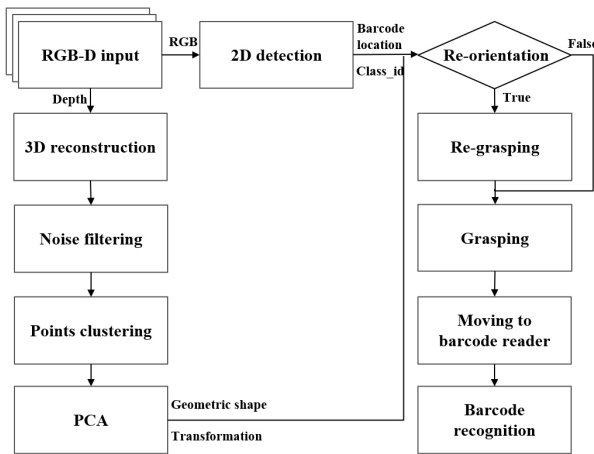 RGB-D input
RGB
2D detection
Barcode
location
Class_id
Re-orientation
False
Depth
True
3D reconstruction
Re-grasping
Noise filtering
Grasping
Points clustering
Moving to
barcode reader
PCA
Geometric shape
Transformation
Barcode
recognition